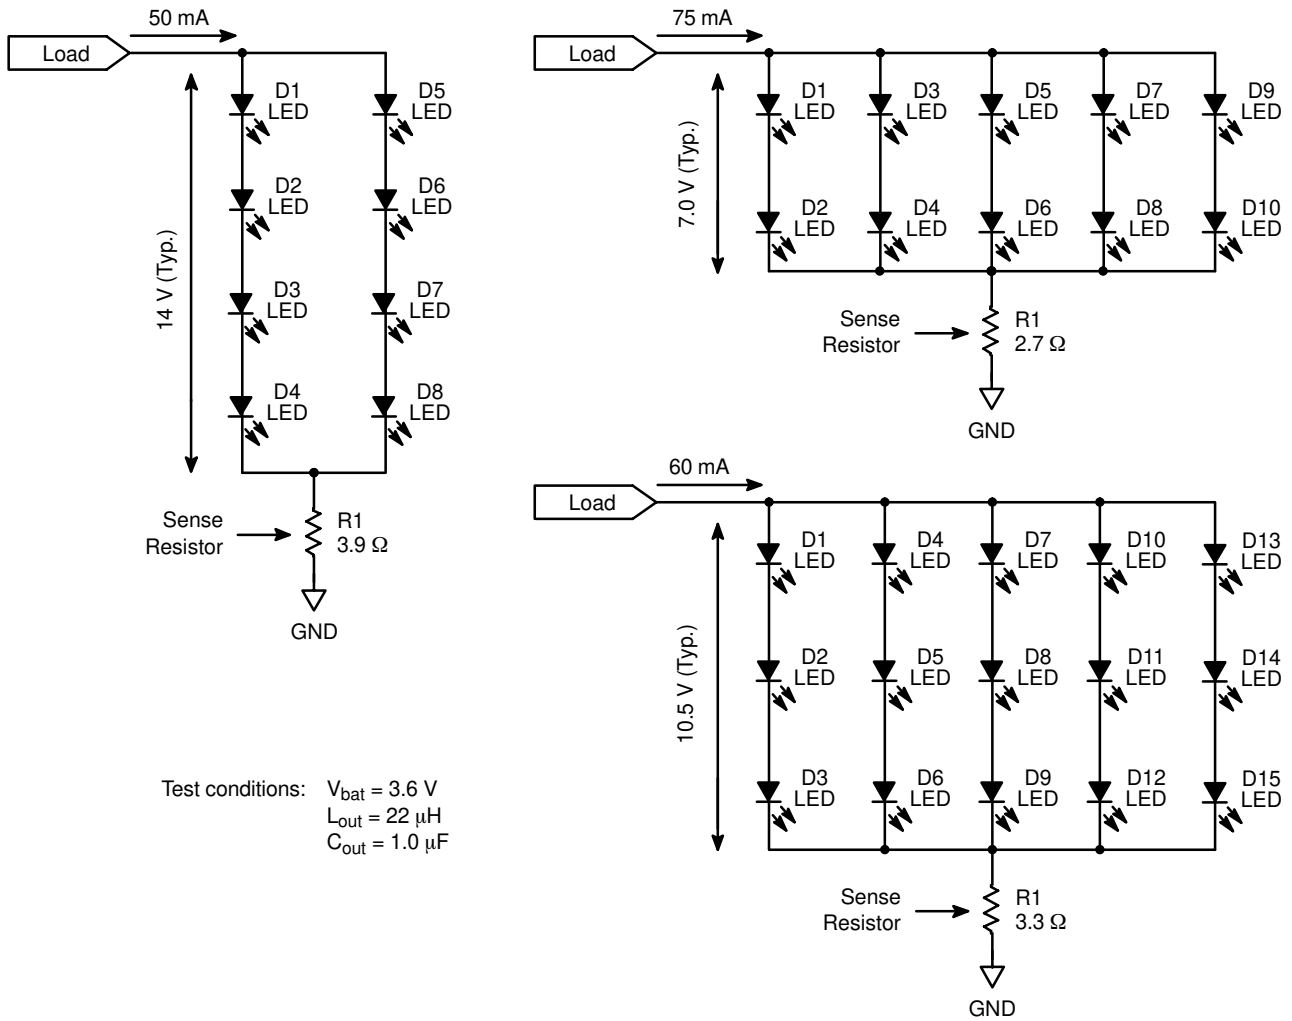 50 mA
Load
D1
LED
D5
LED
D2
LED
D6
LED
14 V (Typ.)
D3
LED
D7
LED
D4
LED
D8
LED
Sense
Resistor
R1
3.9 Ω
GND
75 mA
Load
D1
LED
D3
LED
D5
LED
D7
LED
D9
LED
7.0 V (Typ.)
D2
LED
D4
LED
D6
LED
D8
LED
D10
LED
Sense
Resistor
R1
2.7 Ω
GND
60 mA
Load
D1
LED
D4
LED
D7
LED
D10
LED
D13
LED
10.5 V (Typ.)
D2
LED
D5
LED
D8
LED
D11
LED
D14
LED
D3
LED
D6
LED
D9
LED
D12
LED
D15
LED
Sense
Resistor
R1
3.3 Ω
GND
Test conditions: Vbat = 3.6 V
Lout = 22 μH
Cout = 1.0 μF